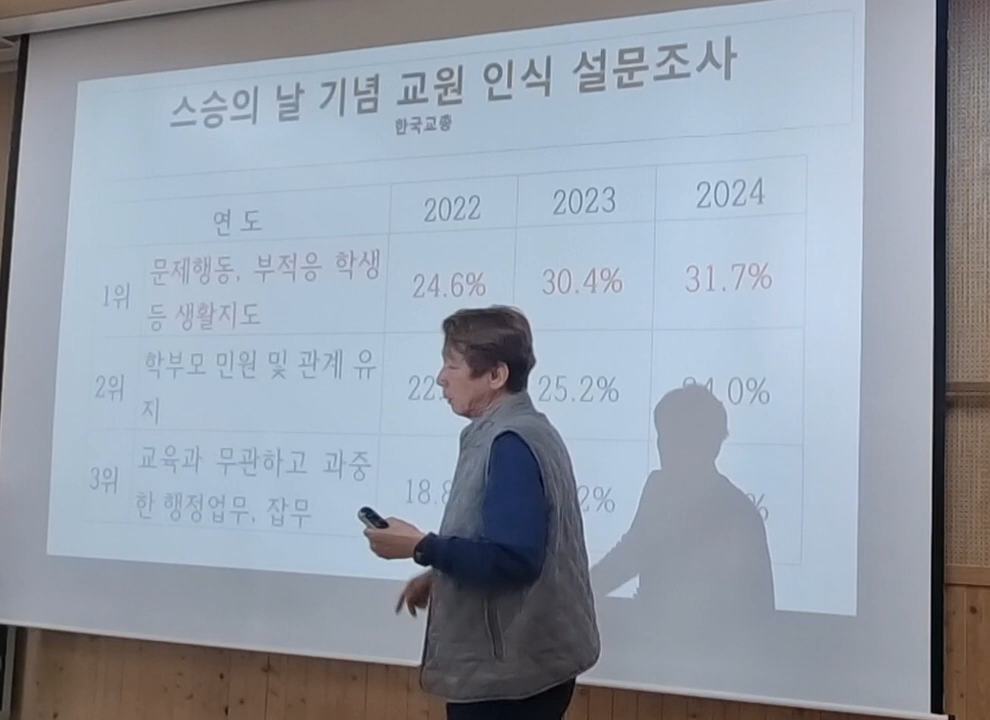 스승의 날 기념 교원 인식 설문조사
한국교총
연 도 2022 2023 2024
1위 문제행동, 부적응 학생 24.6% 30.4% 31.7%
등 생활지도
2위 학부모 민원 및 관계 유 25.2%
지
3위 교육과 무관하고 과중
한 행정업무, 잡무